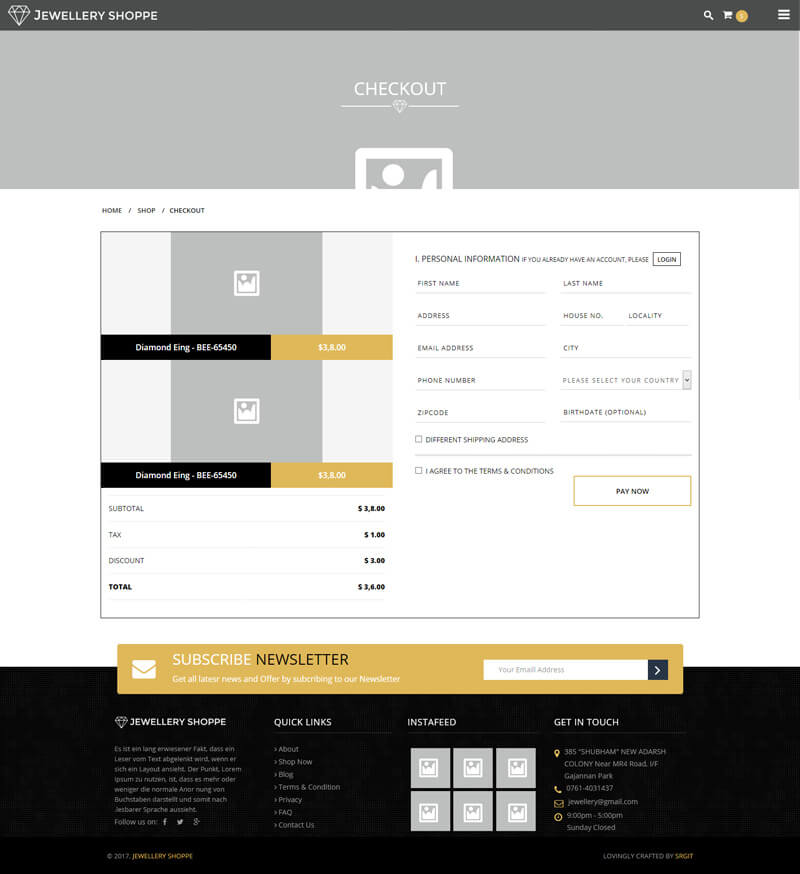 JEWELLERY SHOPPE
CHECKOUT
HOME / SHOP / CHECKOUT
Diamond Eing - BEE-65450 $3,8.00
Diamond Eing - BEE-65450 $3,8.00
SUBTOTAL $ 3,8.00
TAX $ 1.00
DISCOUNT $ 3.00
TOTAL $ 3,6.00
I. PERSONAL INFORMATION IF YOU ALREADY HAVE AN ACCOUNT, PLEASE LOGIN
FIRST NAME LAST NAME
ADDRESS HOUSE NO. LOCALITY
EMAIL ADDRESS CITY
PHONE NUMBER PLEASE SELECT YOUR COUNTRY
ZIPCODE BIRTHDATE (OPTIONAL)
DIFFERENT SHIPPING ADDRESS
I AGREE TO THE TERMS & CONDITIONS
PAY NOW
SUBSCRIBE NEWSLETTER
Get all latesr news and Offer by subcribing to our Newsletter
Your Emaill Address
JEWELLERY SHOPPE
Es ist ein lang erwiesener Fakt, dass ein
Leser vom Text abgelenkt wird, wenn er
sich ein Layout ansieht. Der Punkt, Lorem
Ipsum zu nutzen, ist, dass es mehr oder
weniger die normale Anor nung von
Buchstaben darstellt und somit nach
.lesbarer Sprache aussieht.
Follow us on:
QUICK LINKS
About
Shop Now
Blog
Terms & Condition
Privacy
FAQ
Contact Us
INSTAFEED
GET IN TOUCH
385 "SHUBHAM" NEW ADARSH
COLONY Near MR4 Road, I/F
Gajannan Park
0761-4031437
jewellery@gmail.com
9:00pm - 5:00pm
Sunday Closed
© 2017, JEWELLERY SHOPPE
LOVINGLY CRAFTED BY SRGIT